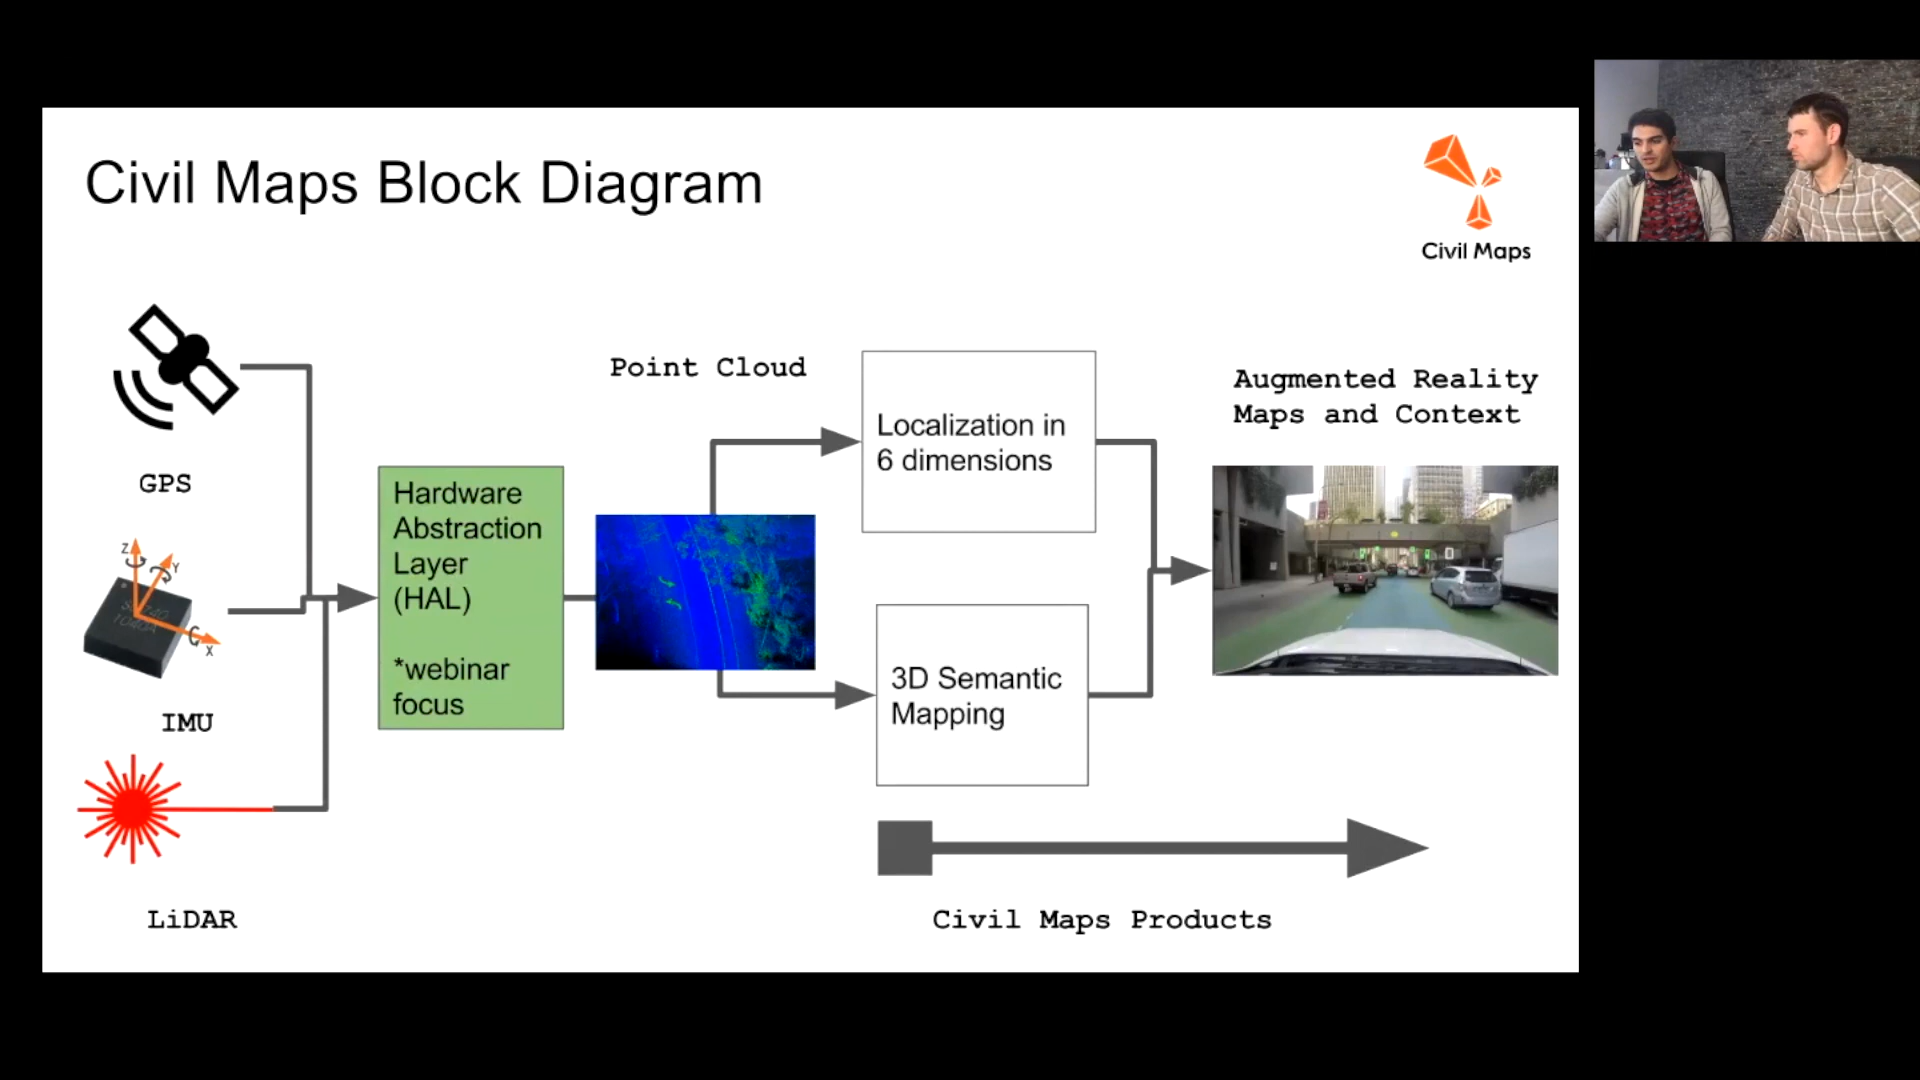 Civil Maps Block Diagram
Civil Maps
GPS
Z
Y
X
IMU
LiDAR
Hardware
Abstraction
Layer
(HAL)
*webinar
focus
Point Cloud
Localization in
6 dimensions
3D Semantic
Mapping
Augmented Reality
Maps and Context
Civil Maps Products